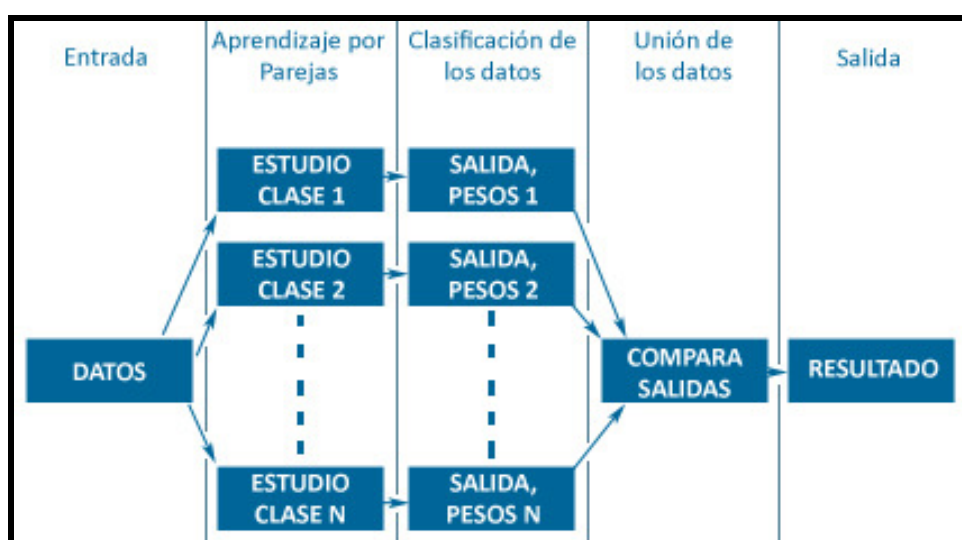 Entrada
Aprendizaje por
Parejas
Clasificación de
los datos
Unión de
los datos
Salida
ESTUDIO
CLASE 1
SALIDA,
PESOS 1
ESTUDIO
CLASE 2
SALIDA,
PESOS 2
DATOS
COMPARA
SALIDAS
RESULTADO
ESTUDIO
CLASE N
SALIDA,
PESOS N